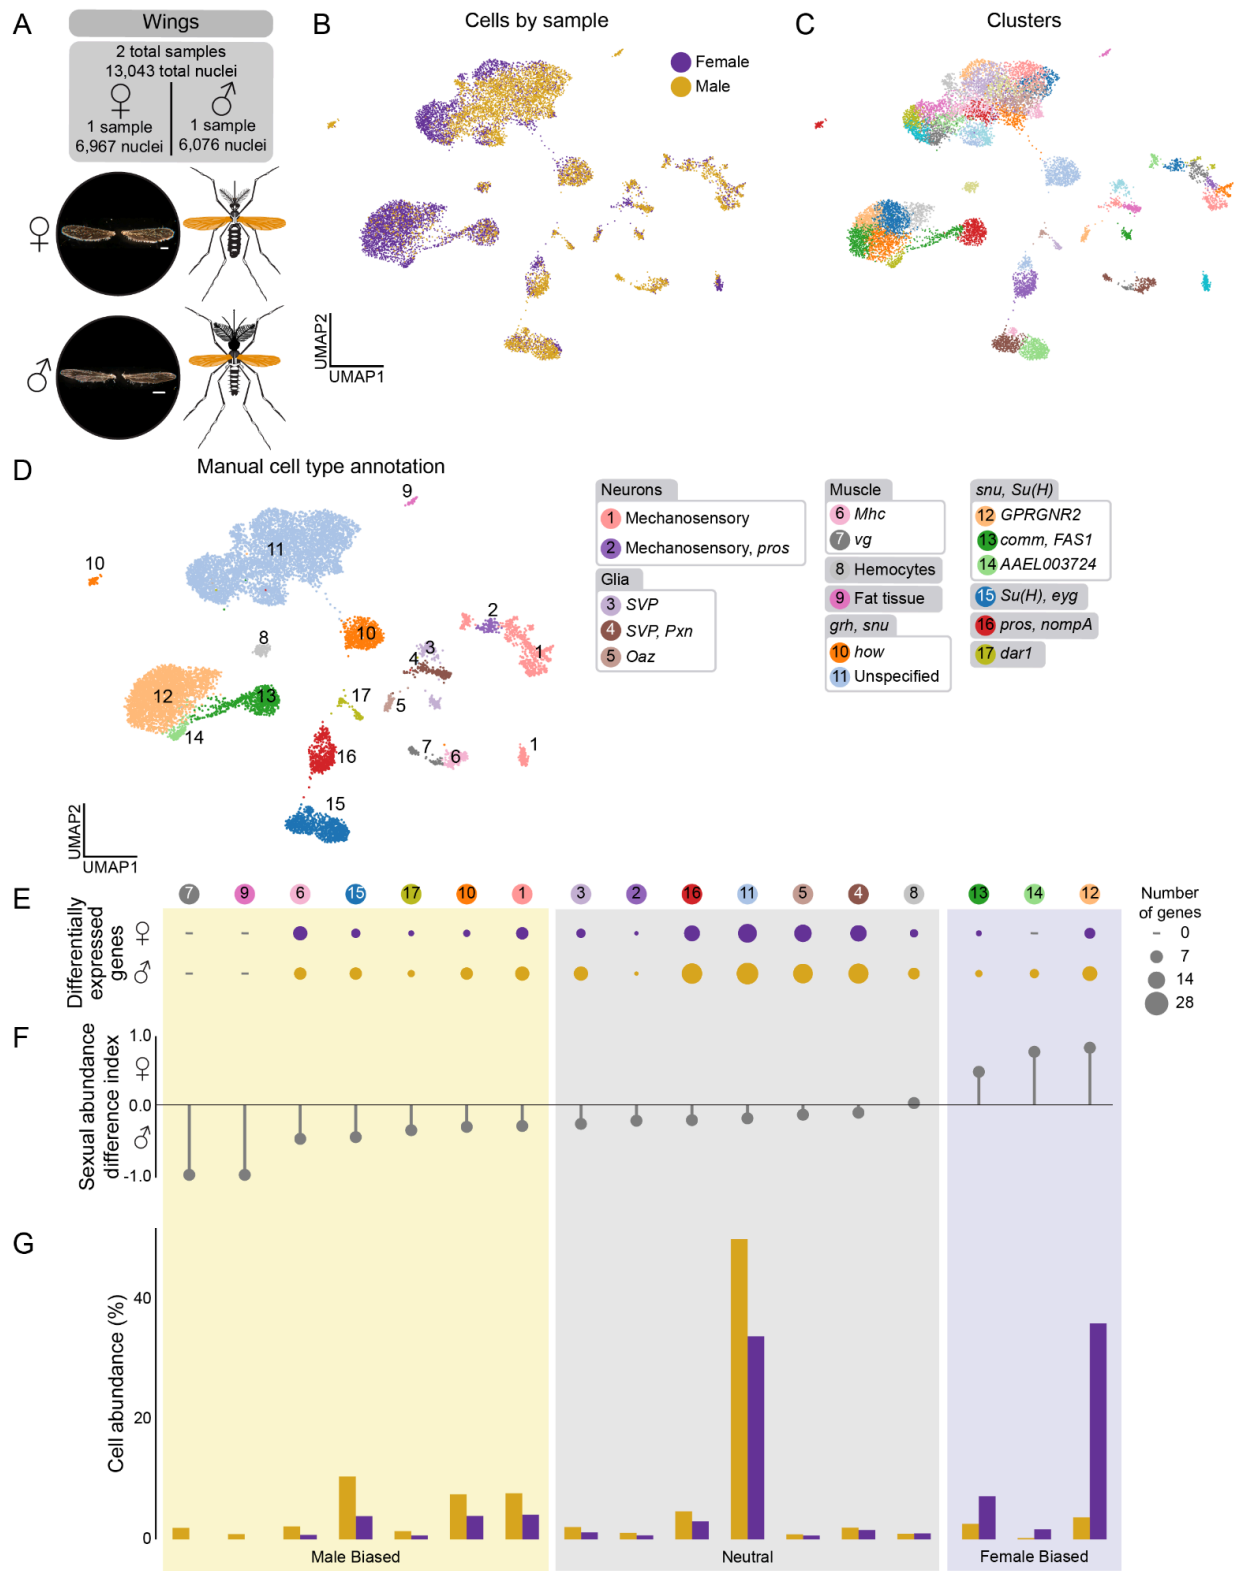 A
Wings
2 total samples
13,043 total nuclei
♀ ♂
1 sample 1 sample
6,967 nuclei 6,076 nuclei
♀
♂
B
Cells by sample
Female
Male
UMAP2
UMAP1
C
Clusters
D
Manual cell type annotation
9
11
10
10
8
2
3
4
1
12
13
17
5
14
16
7
6
1
15
UMAP2
UMAP1
Neurons
1 Mechanosensory
2 Mechanosensory, pros
Glia
3 SVP
4 SVP, Pxn
5 Oaz
Muscle
6 Mhc
7 vg
8 Hemocytes
9 Fat tissue
grh, snu
10 how
11 Unspecified
snu, Su(H)
12 GPRGNR2
13 comm, FAS1
14 AAEL003724
15 Su(H), eyg
16 pros, nompA
17 dar1
E
7 9 6 15 17 10 1 3 2 16 11 5 4 8 13 14 12
Differentially
expressed
genes
♀
♂
Number
of genes
0
7
14
28
F
Sexual abundance
difference index
1.0
♀
0.0
♂
-1.0
G
Cell abundance (%)
40
20
0
Male Biased
Neutral
Female Biased